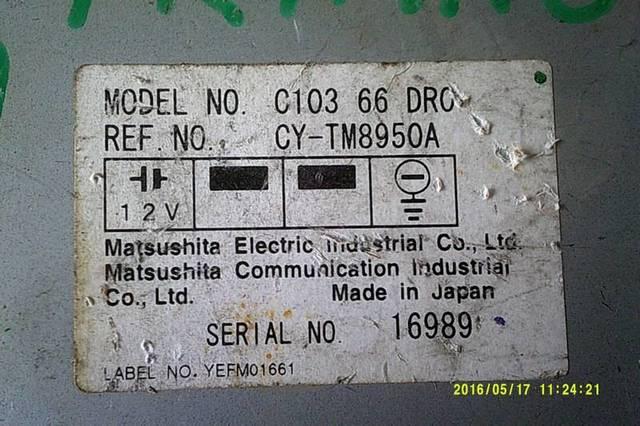 MODEL NO. C103 66 DRO
REF. NO. CY-TM8950A
12V
Matsushita Electric Industrial Co., Ltd.
Matsushita Communication Industrial
Co., Ltd. Made in Japan
SERIAL NO. 16989
LABEL NO. YEFM01661
2016/05/17 11:24:21